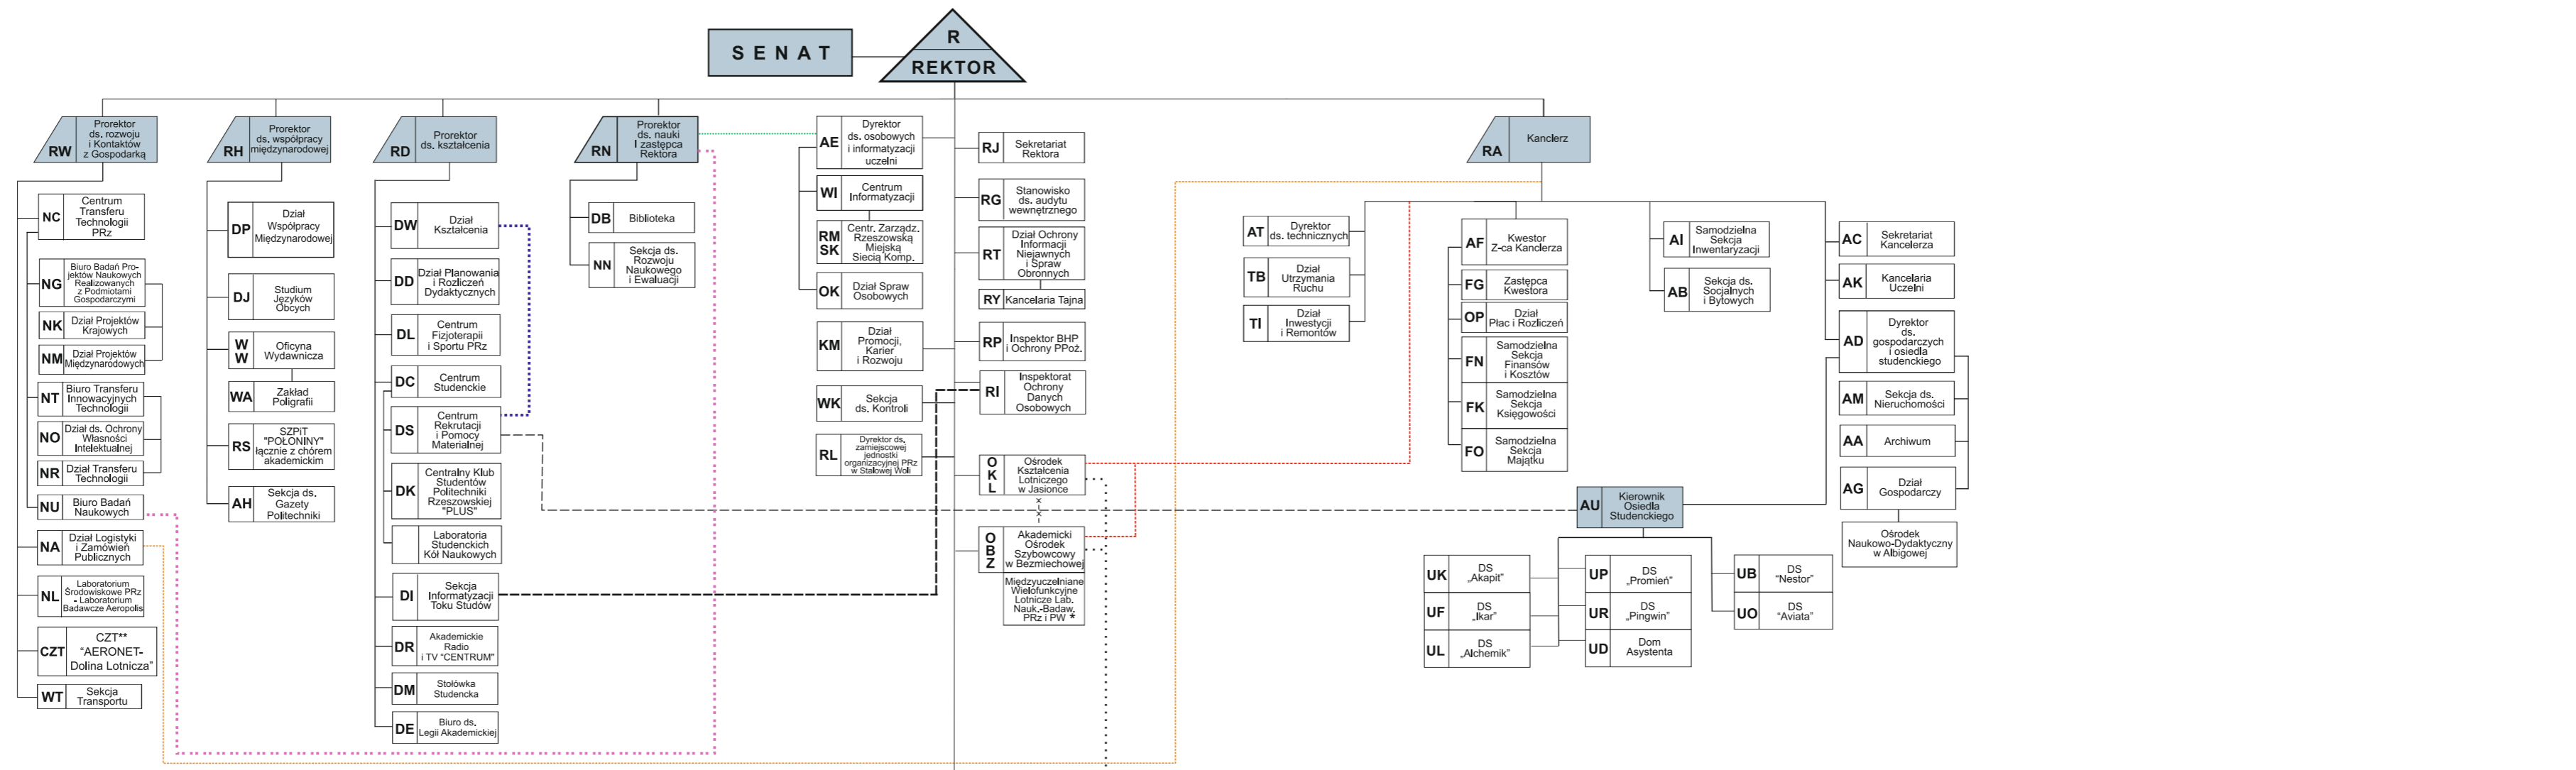 S E N A T
R
REKTOR
RW
Prorektor
ds. rozwoju
i Kontaktów
z Gospodarką
NC
Centrum
Transferu
Technologii
PRz
NG
Biuro Badań Pro-
jektów Naukowych
Realizowanych
z Podmiotami
Gospodarczymi
NK
Dział Projektów
Krajowych
NM
Dział Projektów
Międzynarodowych
NT
Biuro Transferu
Innowacyjnych
Technologii
NO
Dział ds. Ochrony
Własności
Intelektualnej
NR
Dział Transferu
Technologii
NU
Biuro Badań
Naukowych
NA
Dział Logistyki
i Zamówień
Publicznych
NL
Laboratorium
Środowiskowe PRz
- Laboratorium
Badawcze Aeropolis
CZT
CZT**
"AERONET-
Dolina Lotnicza"
WT
Sekcja
Transportu
RH
Prorektor
ds. współpracy
międzynarodowej
DP
Dział
Współpracy
Międzynarodowej
DJ
Studium
Języków
Obcych
W
W
Oficyna
Wydawnicza
WA
Zakład
Poligrafii
RS
SZPiT
"POŁONINY"
łącznie z chórem
akademickim
AH
Sekcja ds.
Gazety
Politechniki
RD
Prorektor
ds. kształcenia
DW
Dział
Kształcenia
DD
Dział Planowania
i Rozliczeń
Dydaktycznych
DL
Centrum
Fizjoterapii
i Sportu PRz
DC
Centrum
Studenckie
DS
Centrum
Rekrutacji
i Pomocy
Materialnej
DK
Centralny Klub
Studentów
Politechniki
Rzeszowskiej
"PLUS"
Laboratoria
Studenckich
Kół Naukowych
DI
Sekcja
Informatyzacji
Toku Studów
DR
Akademickie
Radio
i TV "CENTRUM"
DM
Stołówka
Studencka
DE
Biuro ds.
Legii Akademickiej
RN
Prorektor
ds. nauki
I zastępca
Rektora
DB
Biblioteka
NN
Sekcja ds.
Rozwoju
Naukowego
i Ewaluacji
AE
Dyrektor
ds. osobowych
i informatyzacji
uczelni
WI
Centrum
Informatyzacji
RM
SK
Centr. Zarządz.
Rzeszowską
Miejską
Siecią Komp.
OK
Dział Spraw
Osobowych
KM
Dział
Promocji,
Karier
i Rozwoju
WK
Sekcja
ds. Kontroli
RL
Dyrektor ds.
zamiejscowej
jednostki
organizacyjnej PRz
w Stalowej Woli
RJ
Sekretariat
Rektora
RG
Stanowisko
ds. audytu
wewnętrznego
RT
Dział Ochrony
Informacji
Niejawnych
i Spraw
Obronnych
RY
Kancelaria Tajna
RP
Inspektor BHP
i Ochrony PPoż.
RI
Inspektorat
Ochrony
Danych
Osobowych
O
K
L
Ośrodek
Kształcenia
Lotniczego
w Jasionce
O
B
Z
Akademicki
Ośrodek
Szybowcowy
w Bezmiechowej
Międzyuczelniane
Wielofunkcyjne
Lotnicze Lab.
Nauk.-Badaw.
PRz i PW *
RA
Kanclerz
AT
Dyrektor
ds. technicznych
TB
Dział
Utrzymania
Ruchu
TI
Dział
Inwestycji
i Remontów
AF
Kwestor
Z-ca Kanclerza
FG
Zastępca
Kwestora
OP
Dział
Płac i Rozliczeń
FN
Samodzielna
Sekcja
Finansów
i Kosztów
FK
Samodzielna
Sekcja
Księgowości
FO
Samodzielna
Sekcja
Majątku
AI
Samodzielna
Sekcja
Inwentaryzacji
AB
Sekcja ds.
Socjalnych
i Bytowych
AC
Sekretariat
Kancelerza
AK
Kancelaria
Uczelni
AD
Dyrektor
ds.
gospodarczych
i osiedla
studenckiego
AM
Sekcja ds.
Nieruchomości
AA
Archiwum
AG
Dział
Gospodarczy
Ośrodek
Naukowo-Dydaktyczny
w Albigowej
AU
Kierownik
Osiedla
Studenckiego
UK
DS
„Akapit”
UF
DS
„Ikar”
UL
DS
„Alchemik”
UP
DS
„Promień”
UR
DS
„Pingwin”
UD
Dom
Asystenta
UB
DS
"Nestor"
UO
DS
"Aviata"